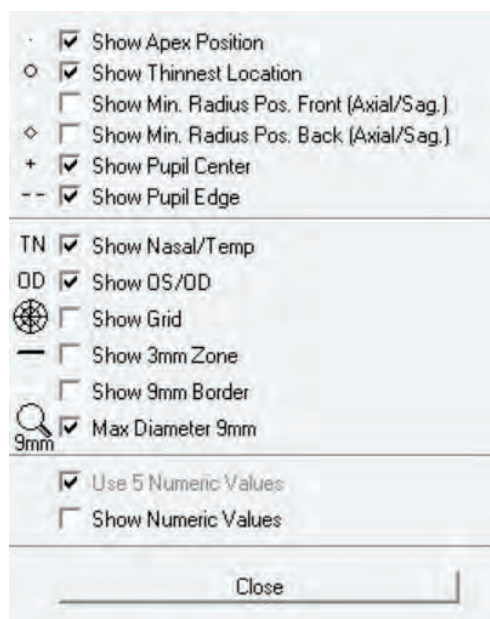 Show Apex Position
Show Thinnest Location
Show Min. Radius Pos. Front (Axial/Sag.)
Show Min. Radius Pos. Back (Axial/Sag.)
+ Show Pupil Center
-- Show Pupil Edge
TN Show Nasal/Temp
OD Show OS/OD
Show Grid
Show 3mm Zone
Show 9mm Border
9mm Max Diameter 9mm
Use 5 Numeric Values
Show Numeric Values
Close